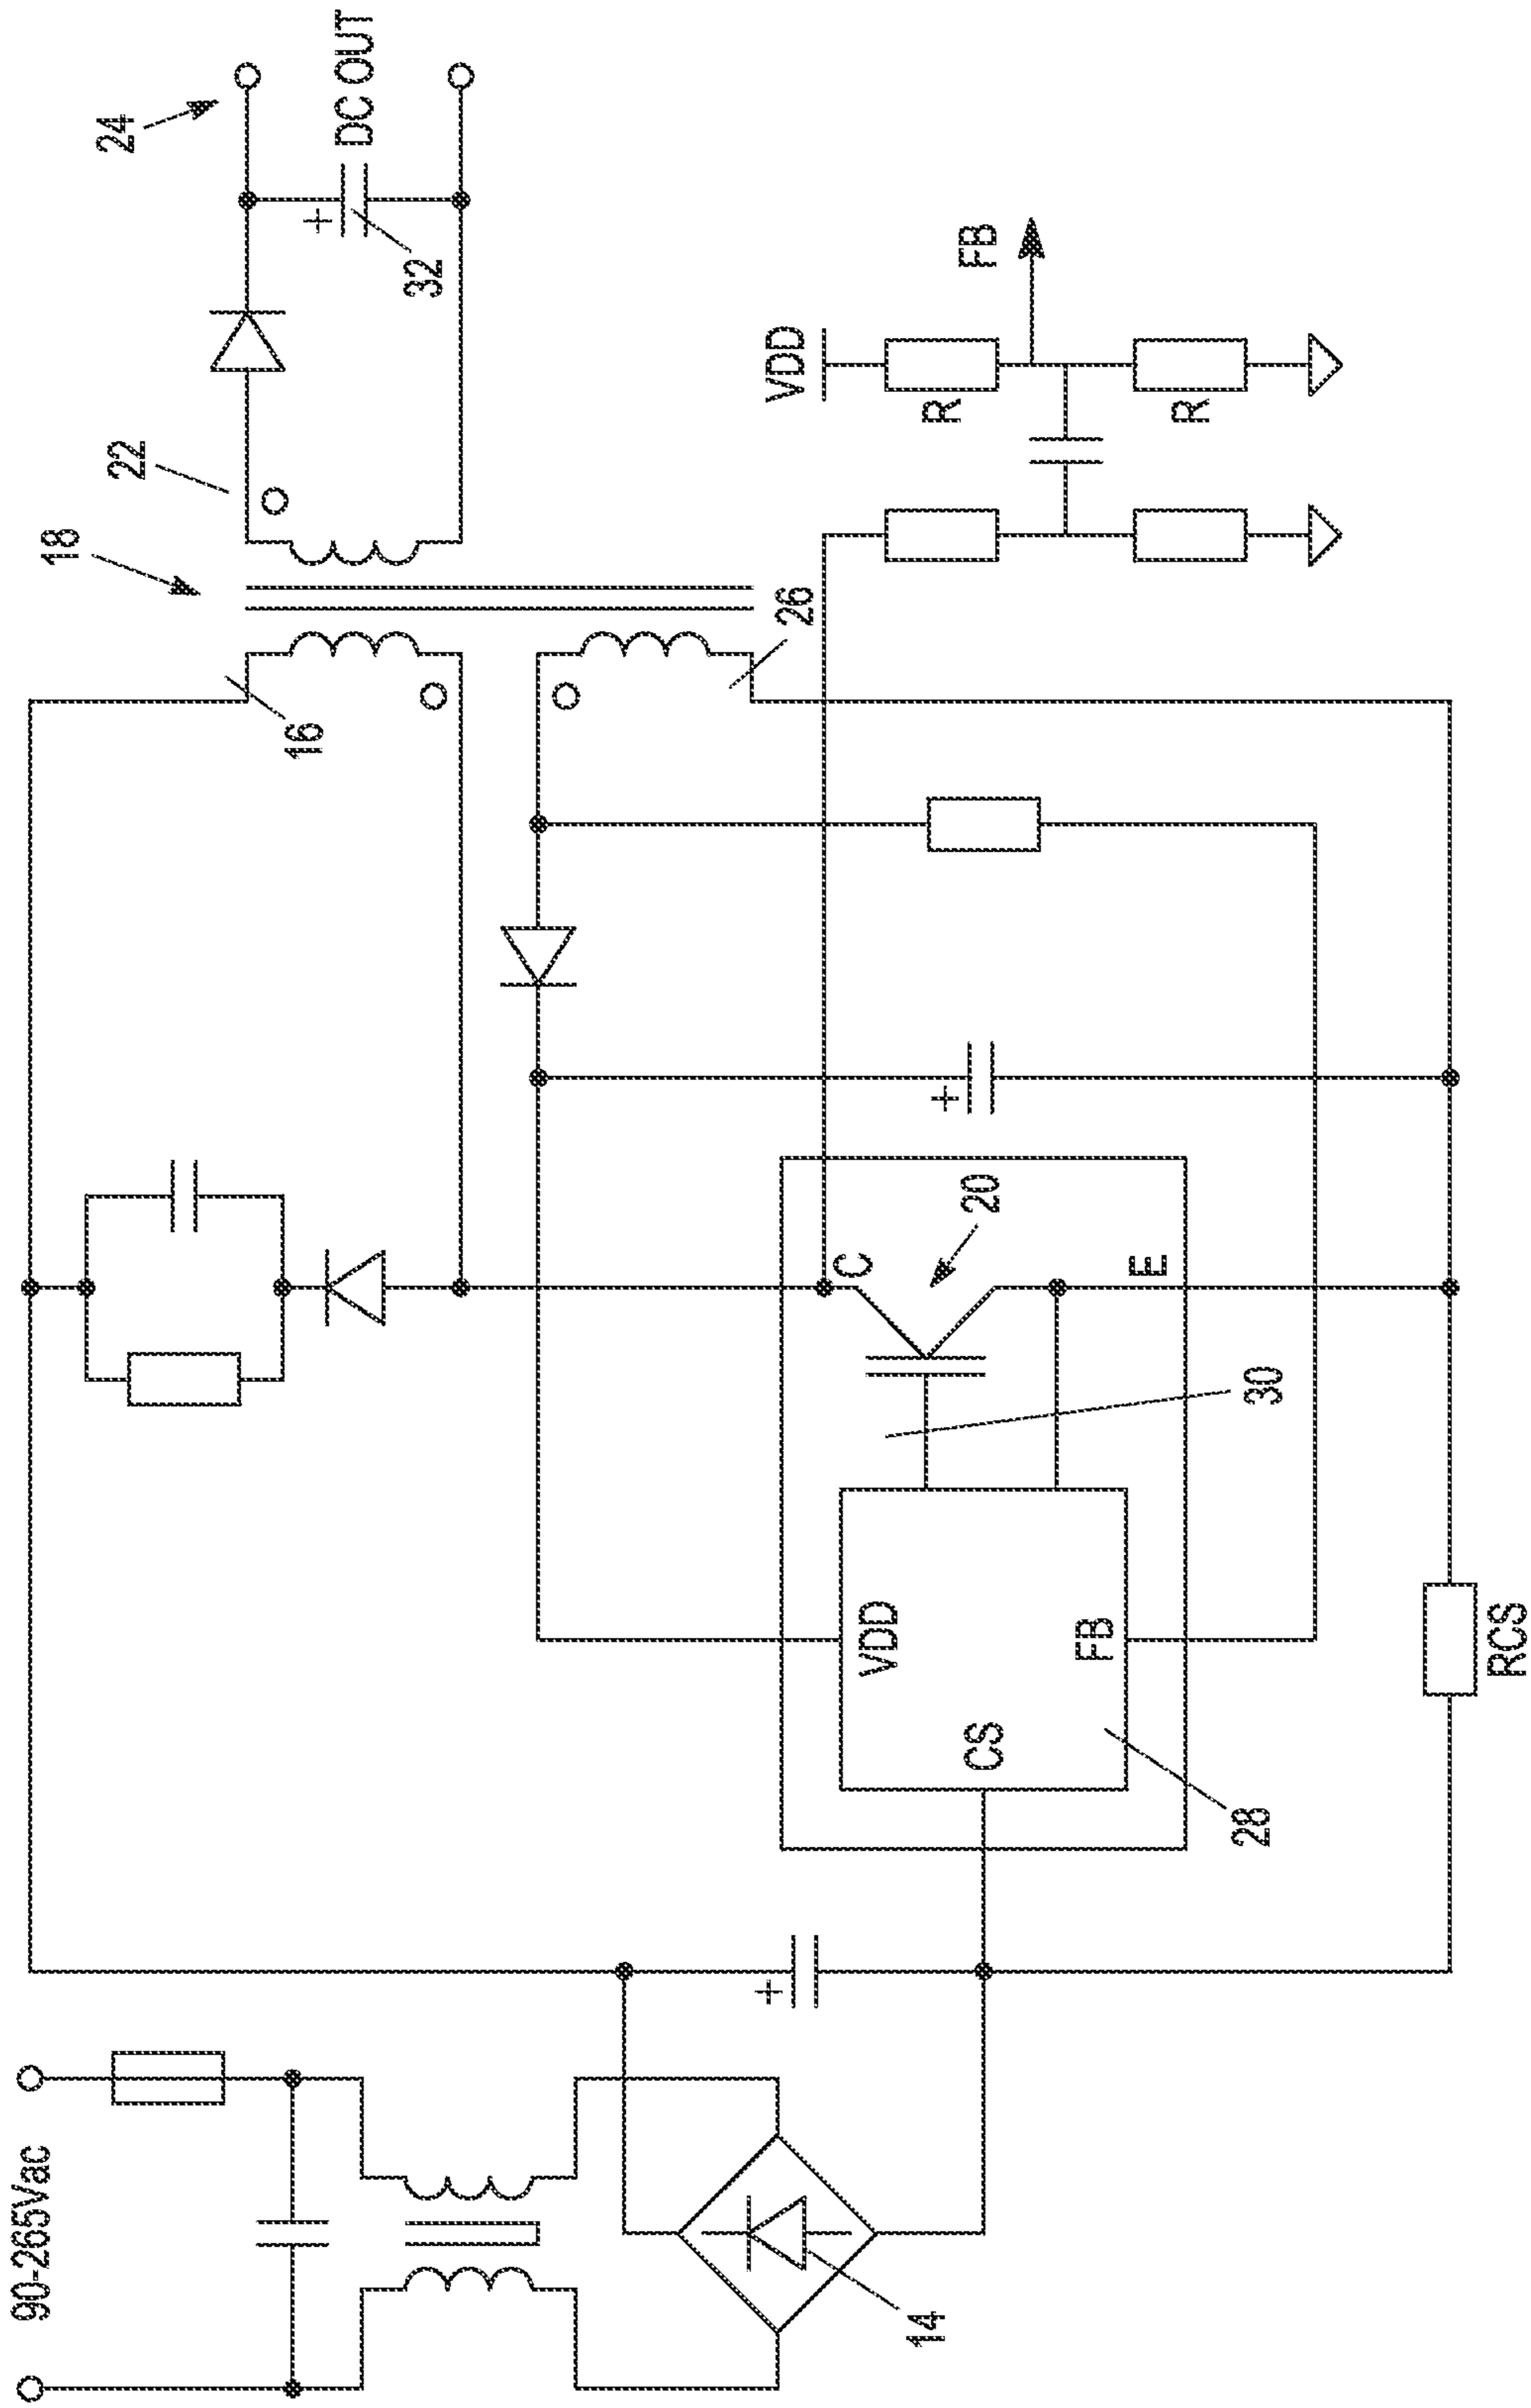 90-265Vac
14
18
16
22
24
+
32
DC OUT
26
+
VDD
CS
FB
28
30
C
20
E
+
RCS
VDD
R
FB
R